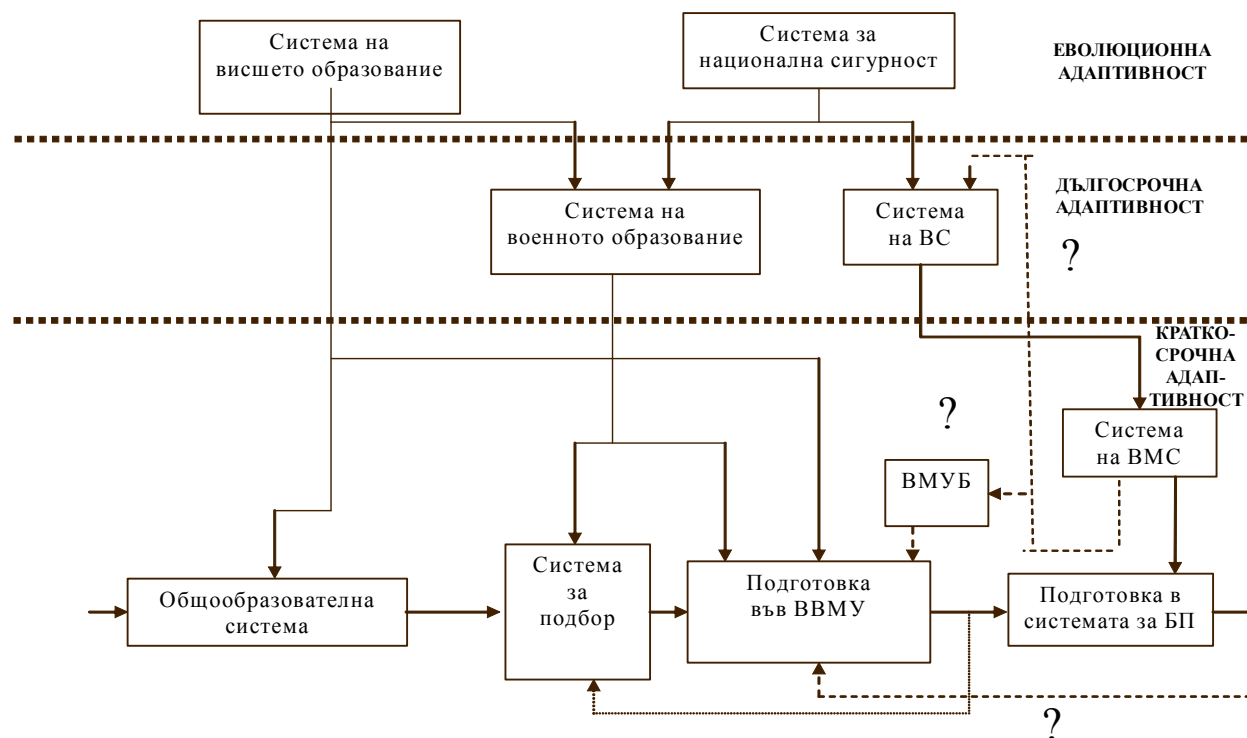 Система на
висшето образование
Система за
национална сигурност
ЕВОЛЮЦИОННА
АДАПТИВНОСТ
Система на
военното образование
Система
на ВС
ДЪЛГОСРОЧНА
АДАПТИВНОСТ
?
КРАТКО-
СРОЧНА
АДАП-
ТИВНОСТ
?
Система
на ВМС
ВМУБ
Общообразователна
система
Система
за
подбор
Подготовка
във ВВМУ
Подготовка в
системата за БП
?